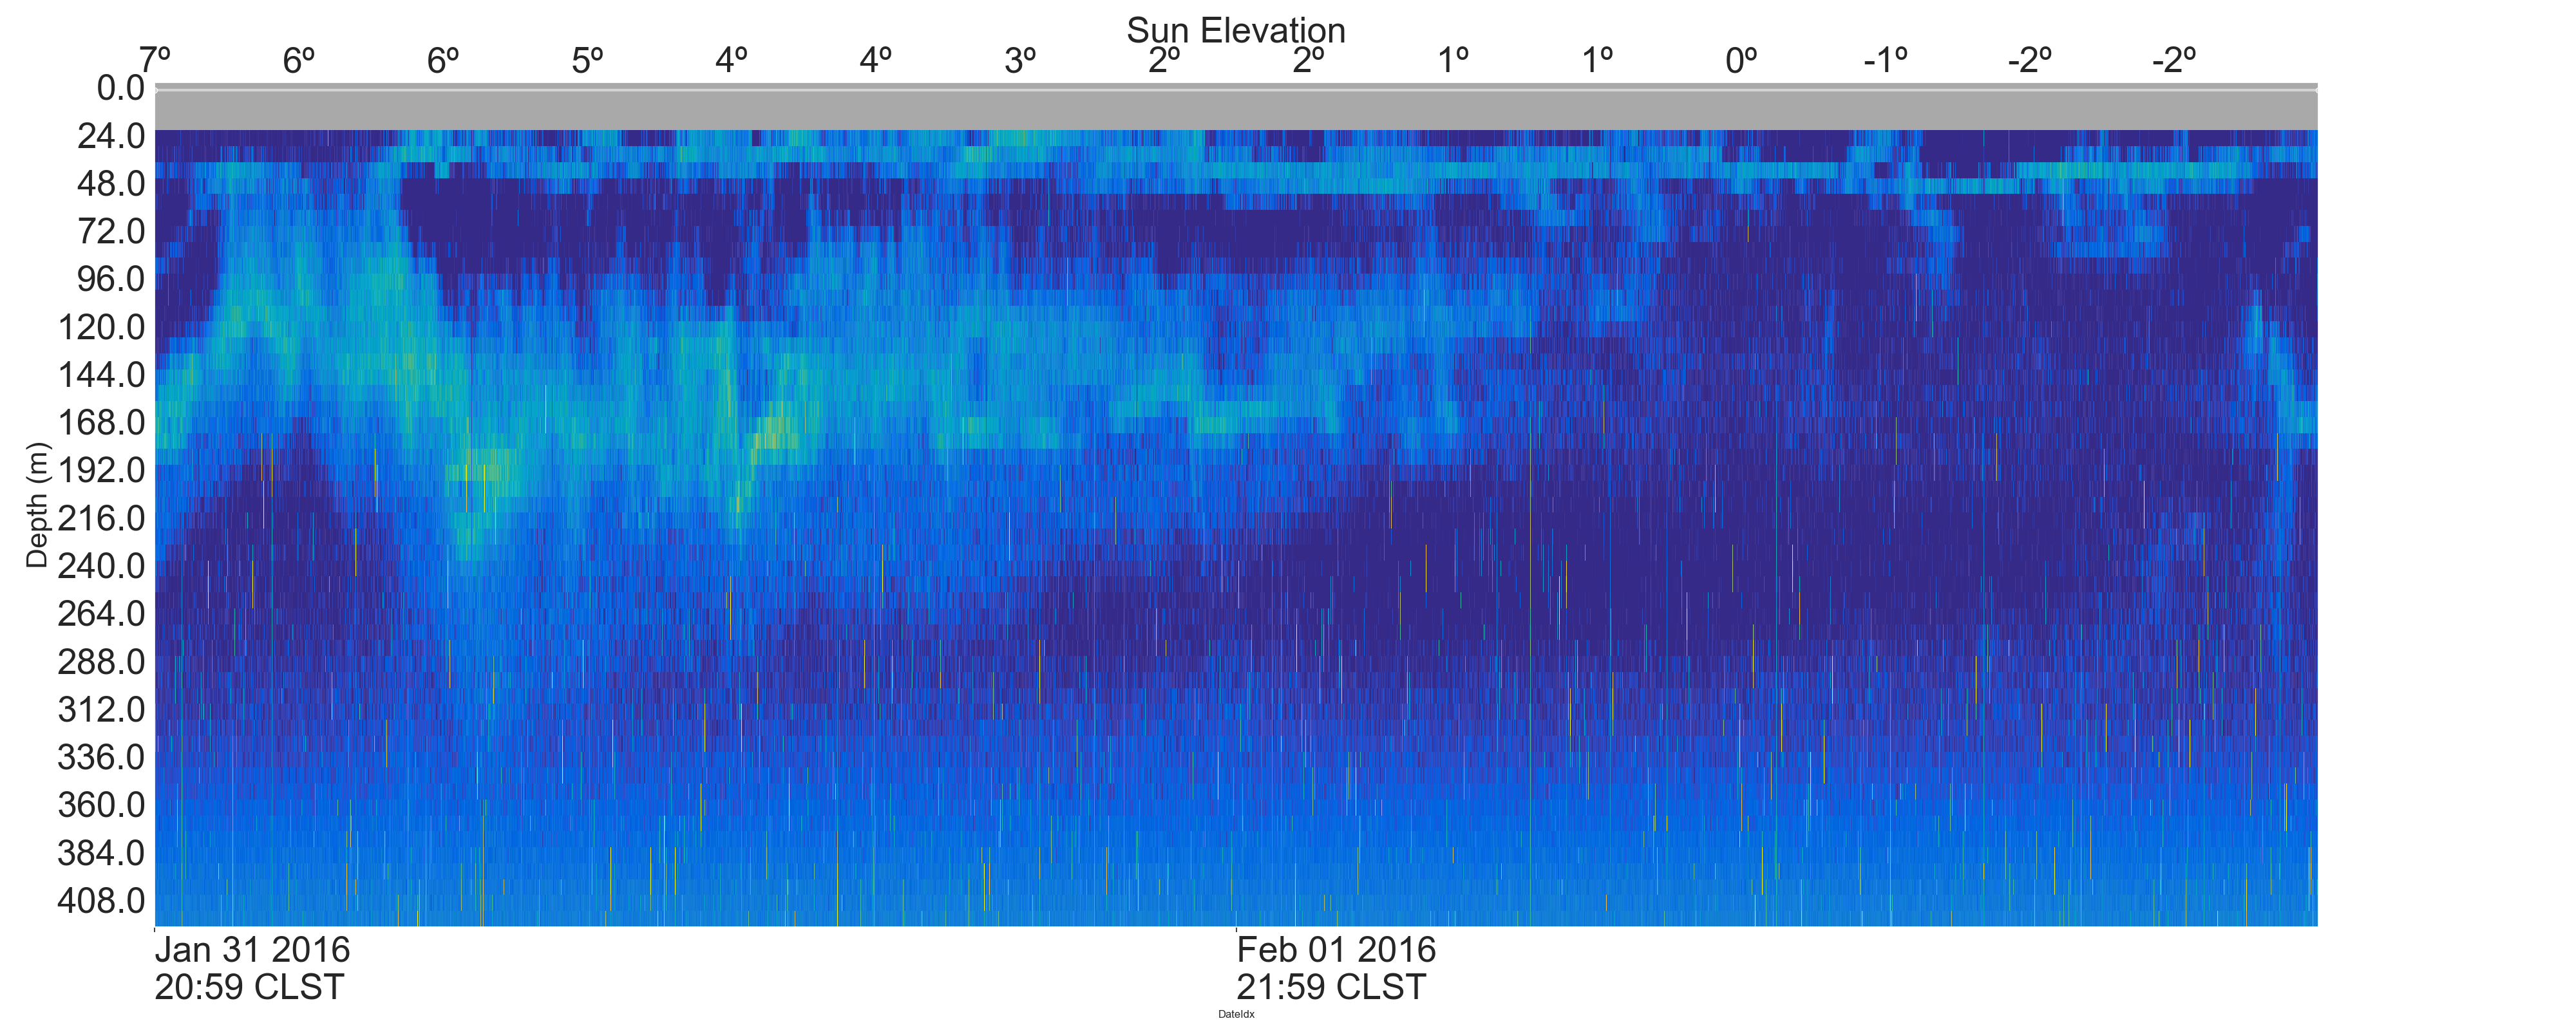 Sun Elevation
7º 6º 6º 5º 4º 4º 3º 2º 2º 1º 1º 0º -1º -2º -2º
0.0
24.0
48.0
72.0
96.0
120.0
144.0
168.0
192.0
216.0
240.0
264.0
288.0
312.0
336.0
360.0
384.0
408.0
Depth (m)
Jan 31 2016
20:59 CLST
Feb 01 2016
21:59 CLST
DateIdx